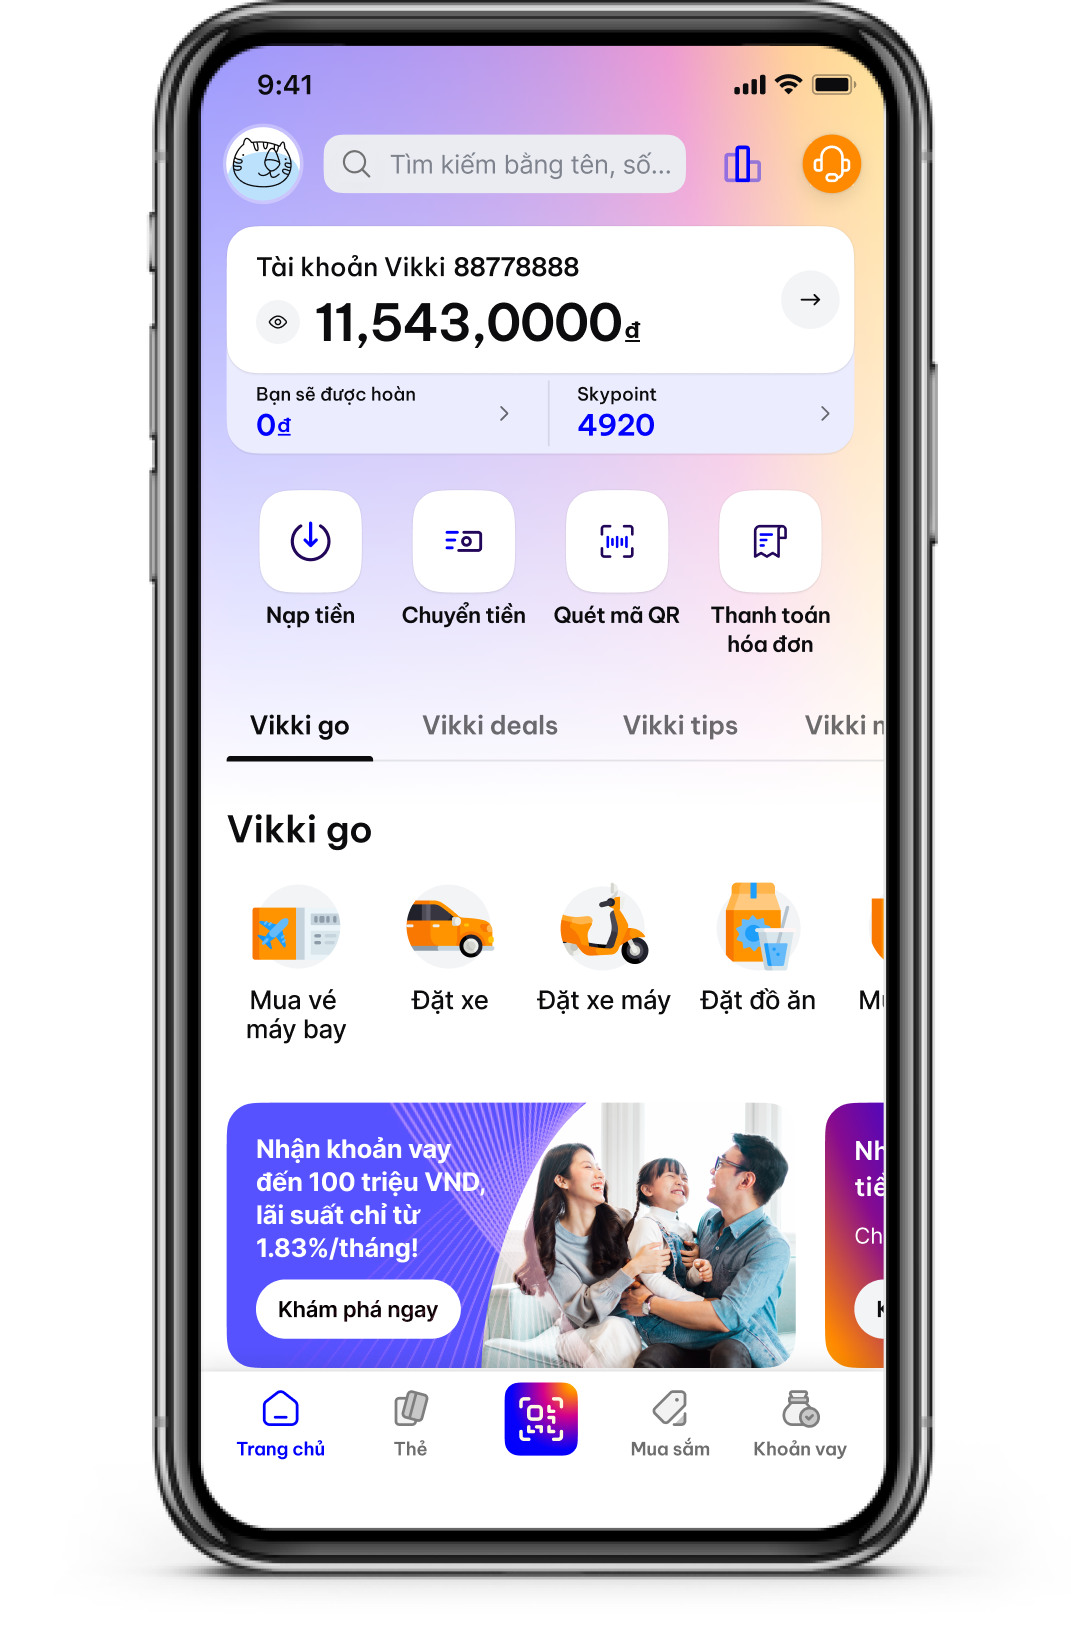 9:41
Tìm kiếm bằng tên, số...
Tài khoản Vikki 88778888
11,543,0000đ
Bạn sẽ được hoàn
0đ
Skypoint
4920
Nạp tiền
Chuyển tiền
Quét mã QR
Thanh toán
hóa đơn
Vikki go
Vikki deals
Vikki tips
Vikki
Vikki go
Mua vé
máy bay
Đặt xe
Đặt xe máy
Đặt đồ ăn
Nhận khoản vay
đến 100 triệu VND,
lãi suất chỉ từ
1.83%/tháng!
Khám phá ngay
Trang chủ
Thẻ
Mua sắm
Khoản vay